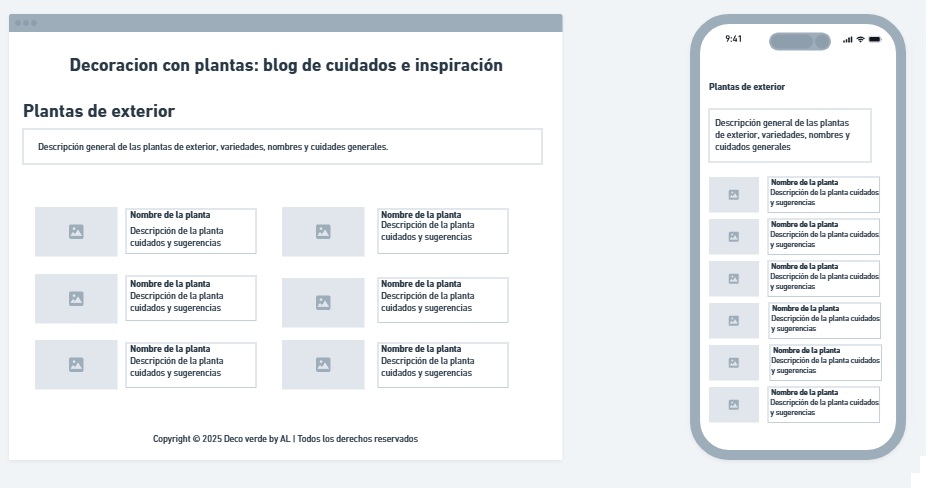 Decoracion con plantas: blog de cuidados e inspiración
Plantas de exterior
Descripción general de las plantas de exterior, variedades, nombres y cuidades generales.
Nombre de la planta
Descripción de la planta
cuidados y sugerencias
Nombre de la planta
Descripción de la planta
cuidados y sugerencias
Nombre de la planta
Descripción de la planta
cuidados y sugerencias
Nombre de la planta
Descripción de la planta
cuidados y sugerencias
Nombre de la planta
Descripción de la planta
cuidados y sugerencias
Nombre de la planta
Descripción de la planta
cuidados y sugerencias
Copyright © 2025 Deco verde by AL | Todos los derechos reservados
9:41
Plantas de exterior
Descripción general de las plantas
de exterior, variedades, nombres y
cuidados generales
Nombre de la planta
Descripción de la planta cuidados
y sugerencias
Nombre de la planta
Descripción de la planta cuidados
y sugerencias
Nombre de la planta
Descripción de la planta cuidados
y sugerencias
Nombre de la planta
Descripción de la planta cuidados
y sugerencias
Nombre de la planta
Descripción de la planta cuidados
y sugerencias
Nombre de la planta
Descripción de la planta cuidados
y sugerencias